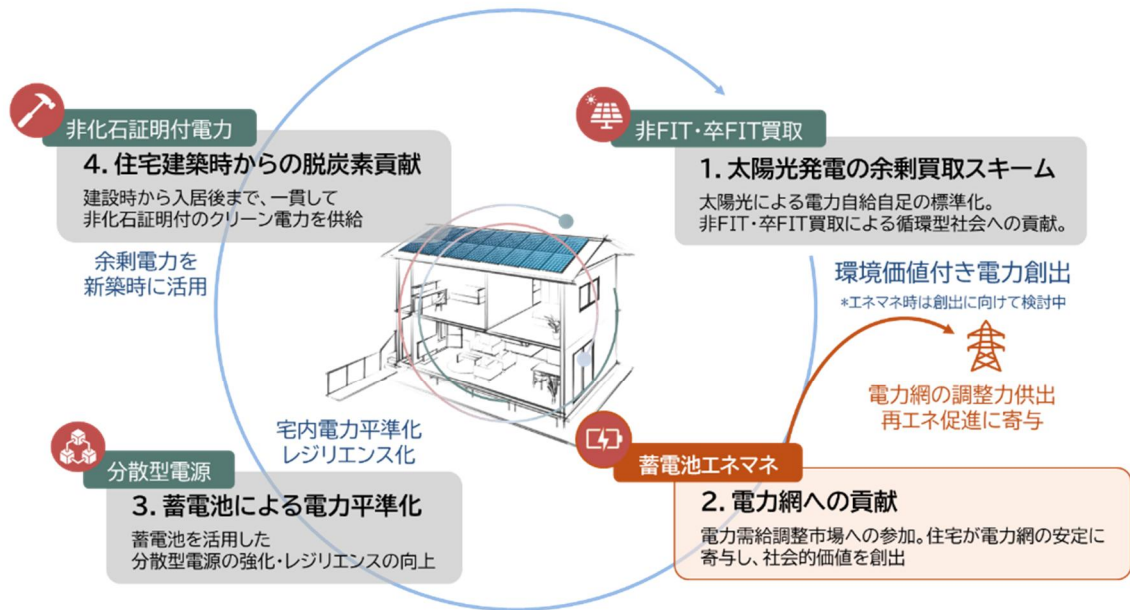 非FIT・卒FIT買取
1. 太陽光発電の余剰買取スキーム
太陽光による電力自給自足の標準化。
非FIT・卒FIT買取による循環型社会への貢献。
環境価値付き電力創出
*エネマネ時は創出に向けて検討中
電力網の調整力供出
再エネ促進に寄与
蓄電池エネマネ
2. 電力網への貢献
電力需給調整市場への参加。住宅が電力網の安定に
寄与し、社会的価値を創出
宅内電力平準化
レジリエンス化
分散型電源
3. 蓄電池による電力平準化
蓄電池を活用した
分散型電源の強化・レジリエンスの向上
非化石証明付電力
4. 住宅建築時からの脱炭素貢献
建設時から入居後まで、一貫して
非化石証明付のクリーン電力を供給
余剰電力を
新築時に活用